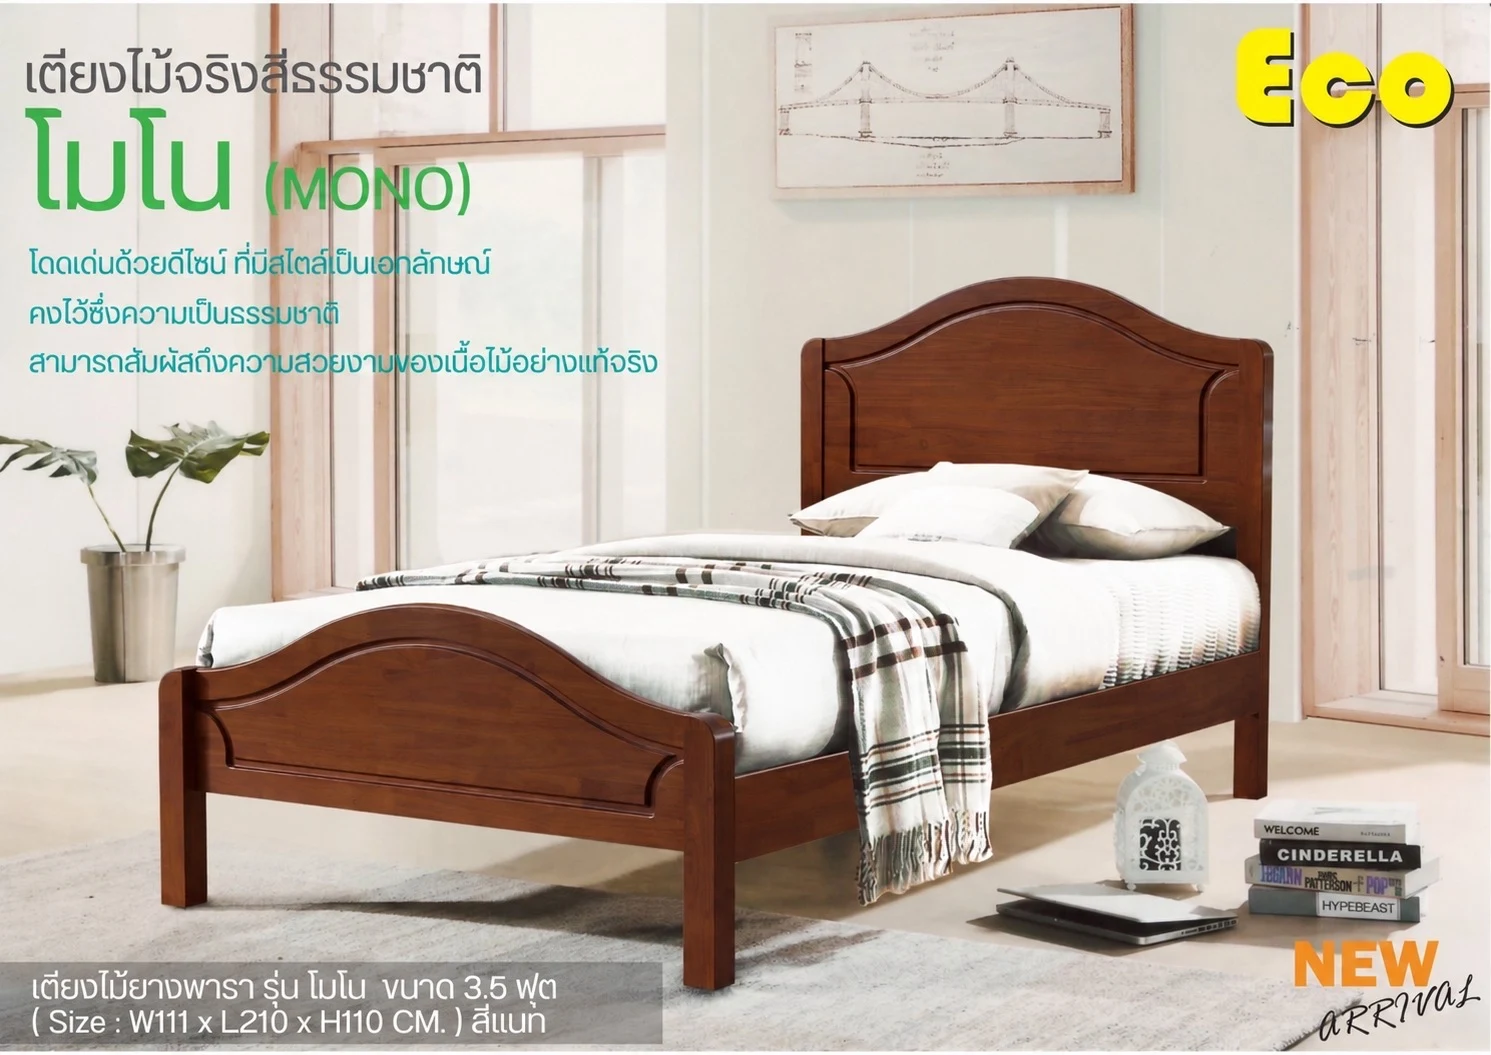 เตียงไม้จริงสีธรรมชาติ
Eco
โมโน (MONO)
โดดเด่นด้วยดีไซน์ ที่มีสไตล์เป็นเอกลักษณ์
คงไว้ซึ่งความเป็นธรรมชาติ
สามารถสัมผัสถึงความสวยงามของเนื้อไม้อย่างแท้จริง
WELCOME
CINDERELLA
PATTERSON + POP
HYPEBEAST
NEW
ARRIVAL
เตียงไม้ยางพารา รุ่น โมโน ขนาด 3.5 ฟุต
( Size : W111 x L210 x H110 CM. ) สีแนท